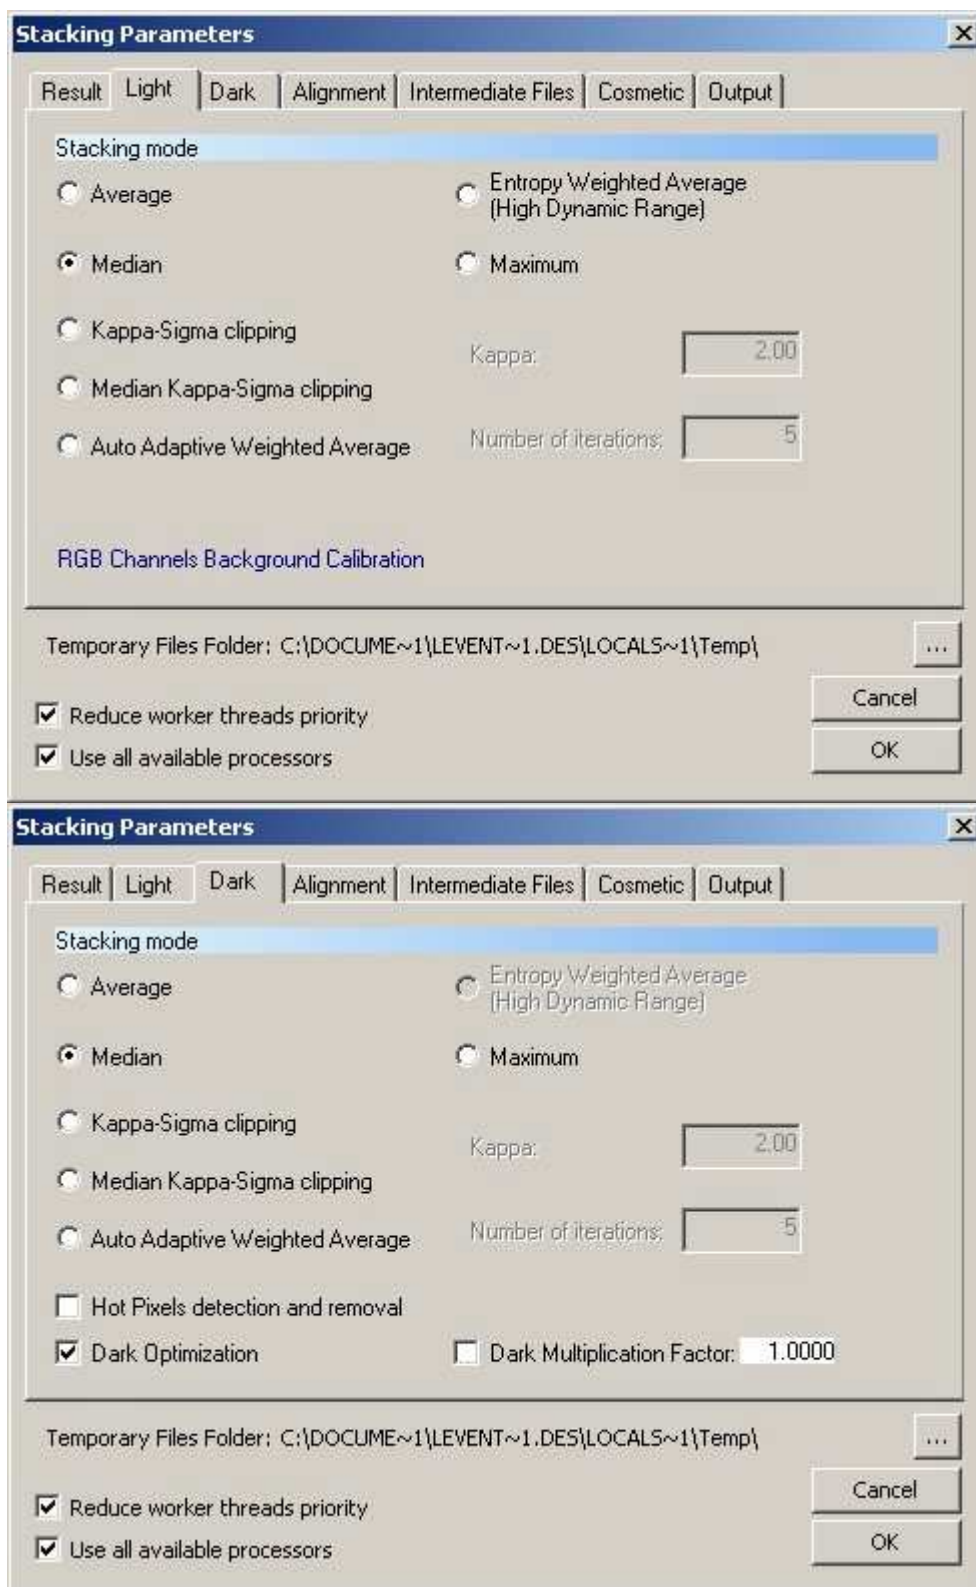 Stacking Parameters
Result Light Dark Alignment Intermediate Files Cosmetic Output
Stacking mode
Average
Entropy Weighted Average
(High Dynamic Range)
Median
Maximum
Kappa-Sigma clipping
Kappa: 2.00
Median Kappa-Sigma clipping
Auto Adaptive Weighted Average
Number of iterations: 5
RGB Channels Background Calibration
Temporary Files Folder: C:\DOCUME~1\LEVENT~1.DES\LOCALS~1\Temp\ ...
Reduce worker threads priority
Cancel
Use all available processors
OK
Stacking Parameters
Result Light Dark Alignment Intermediate Files Cosmetic Output
Stacking mode
Average
Entropy Weighted Average
(High Dynamic Range)
Median
Maximum
Kappa-Sigma clipping
Kappa: 2.00
Median Kappa-Sigma clipping
Auto Adaptive Weighted Average
Number of iterations: 5
Hot Pixels detection and removal
Dark Optimization
Dark Multiplication Factor: 1.0000
Temporary Files Folder: C:\DOCUME~1\LEVENT~1.DES\LOCALS~1\Temp\ ...
Reduce worker threads priority
Cancel
Use all available processors
OK